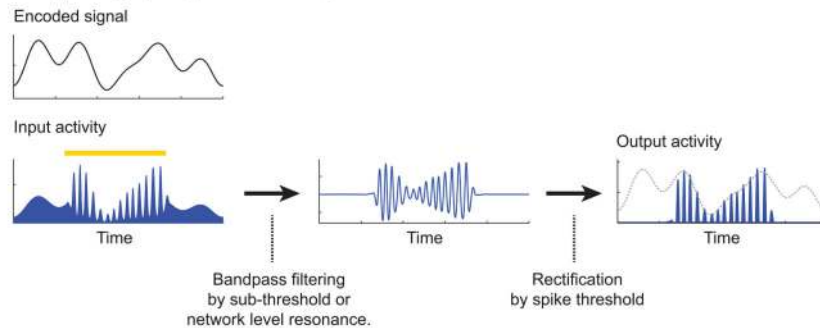 Encoded signal
Input activity
Output activity
Time
Time
Time
Bandpass filtering
by sub-threshold or
network level resonance.
Rectification
by spike threshold